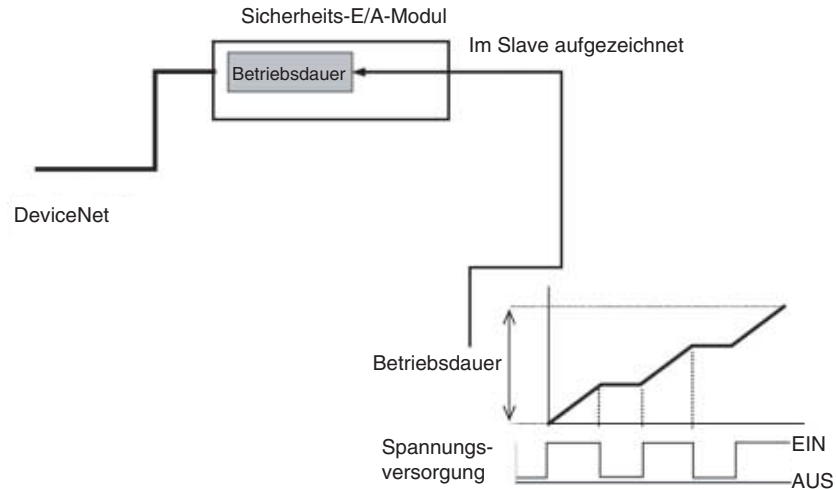 Sicherheits-E/A-Modul
Im Slave aufgezeichnet
Betriebsdauer
DeviceNet
Betriebsdauer
Spannungs-
versorgung
EIN
AUS